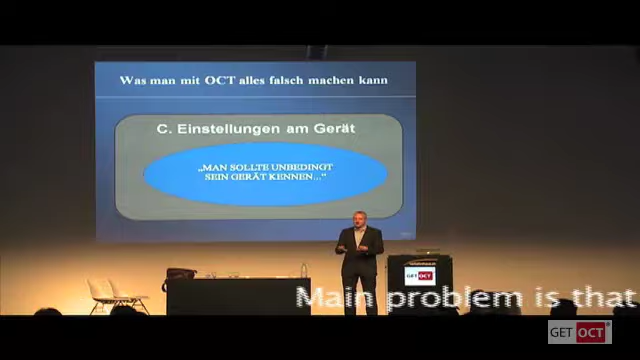 Was man mit OCT alles falsch machen kann
C. Einstellungen am Gerät
„MAN SOLLTE UNBEDINGT
SEIN GERÄT KENNEN..."
GET OCT
Main problem is that
GET OCT